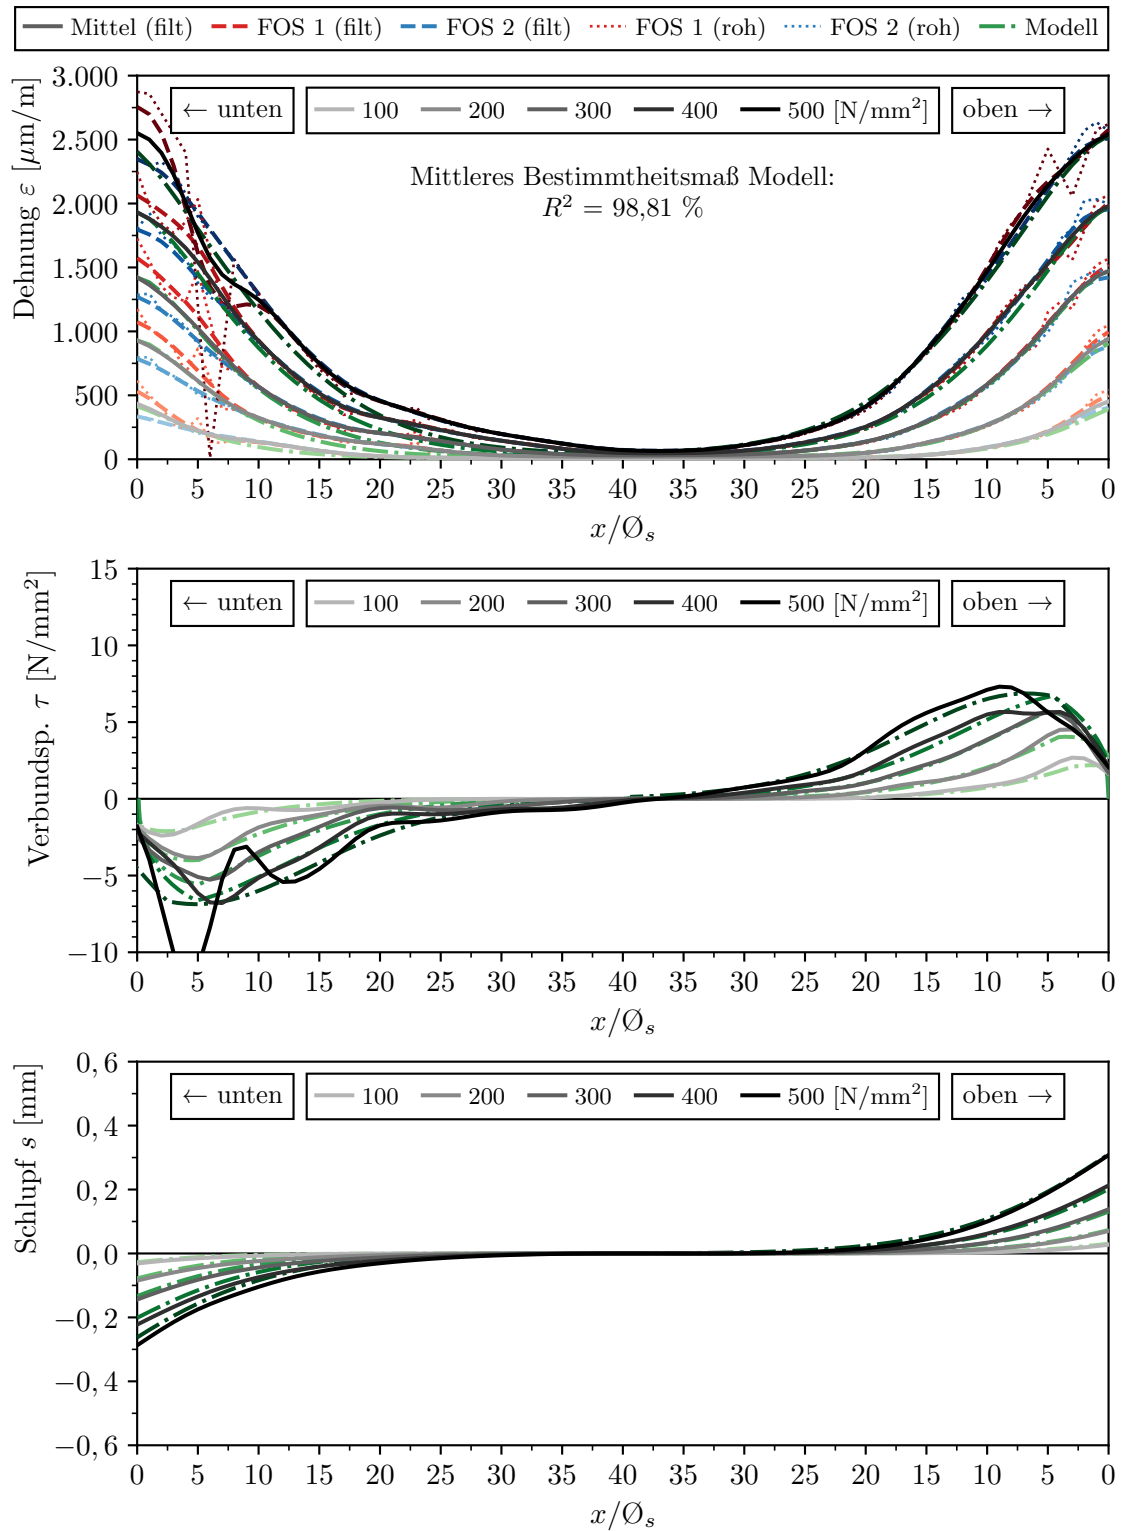 Mittel (filt) FOS 1 (filt) FOS 2 (filt) FOS 1 (roh) FOS 2 (roh) Modell
← unten 100 200 300 400 500 [N/mm²] oben →
Mittleres Bestimmtheitsmaß Modell:
R² = 98,81 %
Dehnung ε [µm/m]
3.000
2.500
2.000
1.500
1.000
500
0
0 5 10 15 20 25 30 35 40 35 30 25 20 15 10 5 0
x/Øₛ
← unten 100 200 300 400 500 [N/mm²] oben →
Verbundsp. τ [N/mm²]
15
10
5
0
−5
−10
0 5 10 15 20 25 30 35 40 35 30 25 20 15 10 5 0
x/Øₛ
← unten 100 200 300 400 500 [N/mm²] oben →
Schlupf s [mm]
0,6
0,4
0,2
0,0
−0,2
−0,4
−0,6
0 5 10 15 20 25 30 35 40 35 30 25 20 15 10 5 0
x/Øₛ